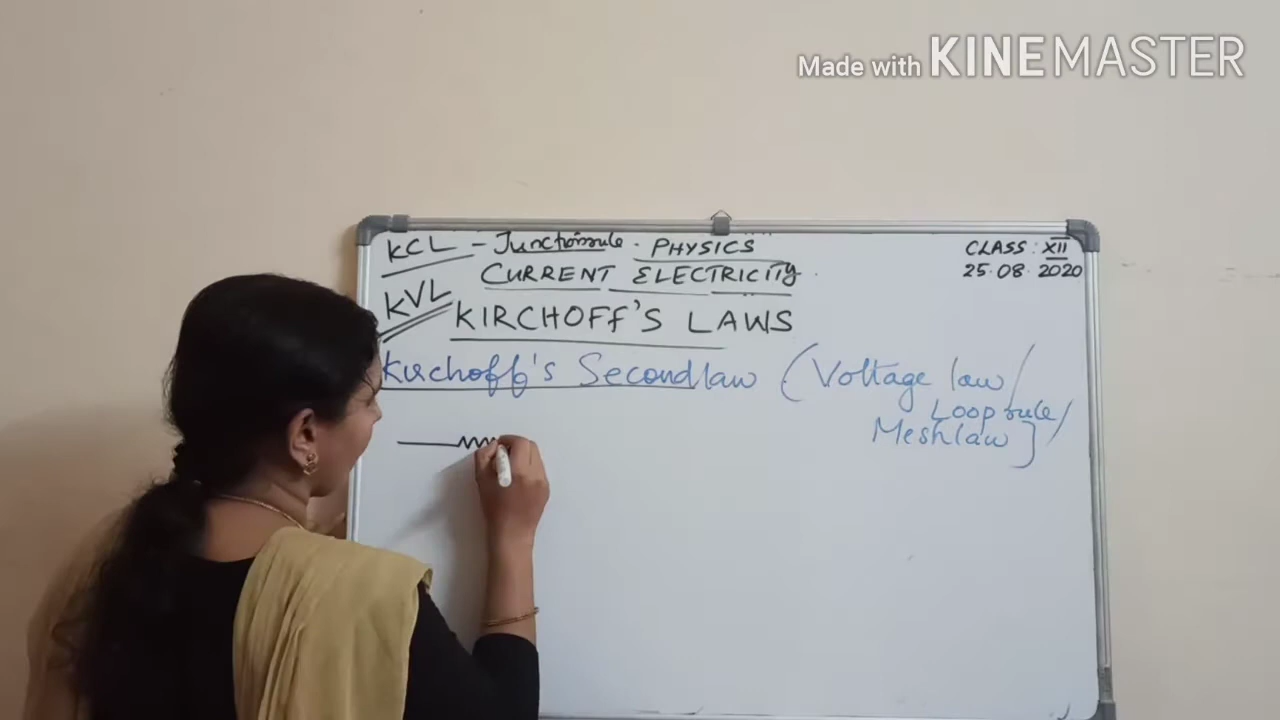 Made with KINEMASTER
KCL - Junction rule. PHYSICS
CLASS: XII
CURRENT ELECTRICITY.
25.08.2020
KVL
KIRCHOFF'S LAWS
Kirchoff's Second law (Voltage law/
Loop rule/
Mesh law]